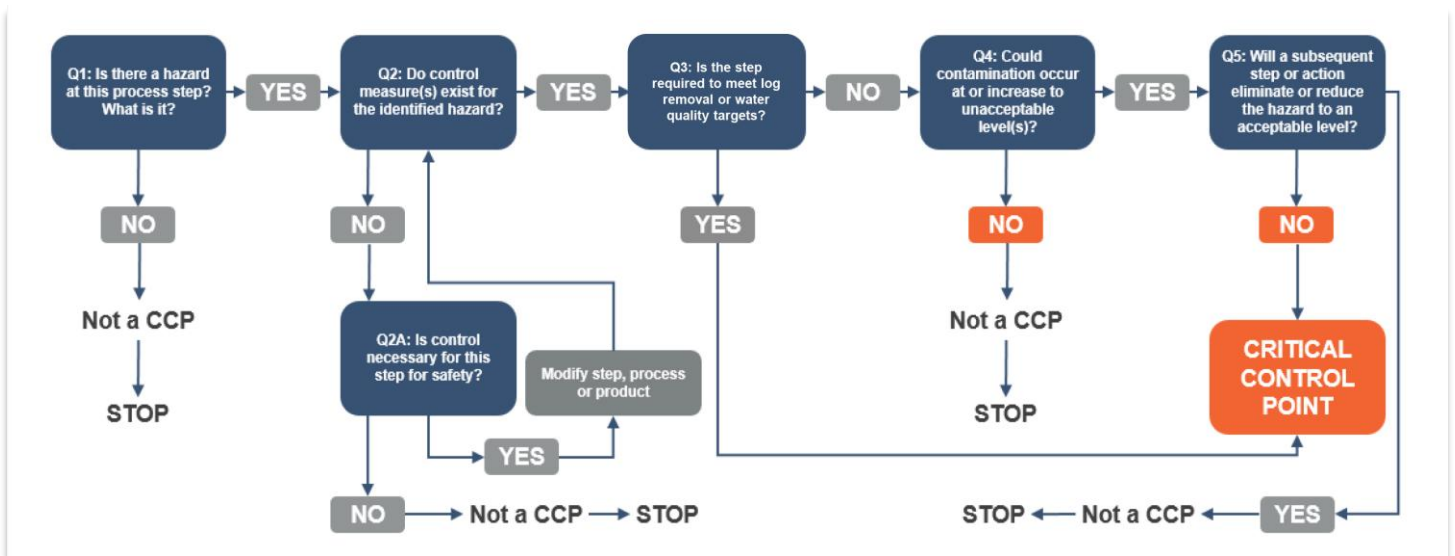 Q1: Is there a hazard
at this process step?
What is it?
YES
Q2: Do control
measure(s) exist for
the identified hazard?
YES
Q3: Is the step
required to meet log
removal or water
quality targets?
NO
Q4: Could
contamination occur
at or increase to
unacceptable
level(s)?
YES
Q5: Will a subsequent
step or action
eliminate or reduce
the hazard to an
acceptable level?
NO
NO
YES
NO
NO
Not a CCP
STOP
Q2A: Is control
necessary for this
step for safety?
Modify step, process
or product
YES
NO
Not a CCP
STOP
Not a CCP
STOP
CRITICAL
CONTROL
POINT
STOP
Not a CCP
YES